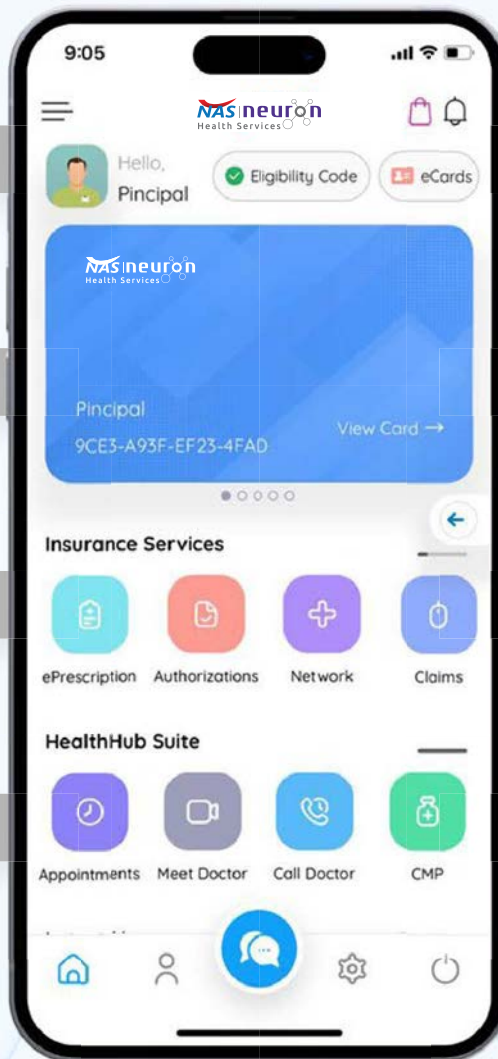 9:05
NAS neuron
Health Services
Hello,
Pincipal
Eligibility Code
eCards
NAS neuron
Health Services
Pincipal
9CE3-A93F-EF23-4FAD
View Card →
Insurance Services
ePrescription Authorizations Network Claims
HealthHub Suite
Appointments Meet Doctor Call Doctor CMP